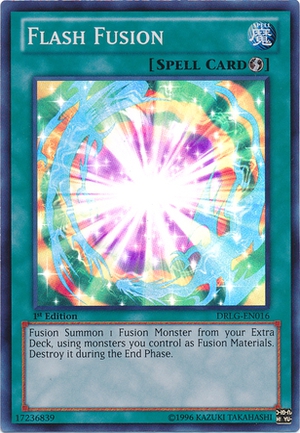 FLASH FUSION
魔
[SPELL CARD]
DRLG-EN016
1st Edition
Fusion Summon 1 Fusion Monster from your Extra
Deck, using monsters you control as Fusion Materials.
Destroy it during the End Phase.
17236839
©1996 KAZUKI TAKAHASHI